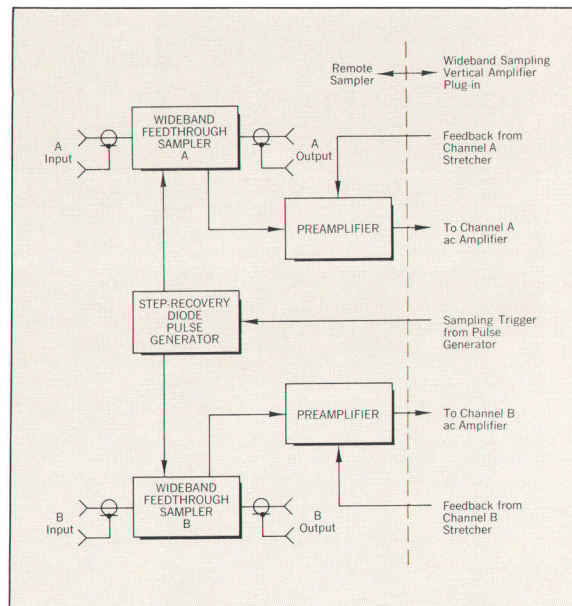 Remote
Sampler
Wideband Sampling
Vertical Amplifier
Plug-in
WIDEBAND
FEEDTHROUGH
SAMPLER
A
A
Input
A
Output
Feedback from
Channel A
Stretcher
PREAMPLIFIER
To Channel A
ac Amplifier
STEP-RECOVERY
DIODE
PULSE
GENERATOR
Sampling Trigger
from Pulse
Generator
PREAMPLIFIER
To Channel B
ac Amplifier
WIDEBAND
FEEDTHROUGH
SAMPLER
B
B
Input
B
Output
Feedback from
Channel B
Stretcher